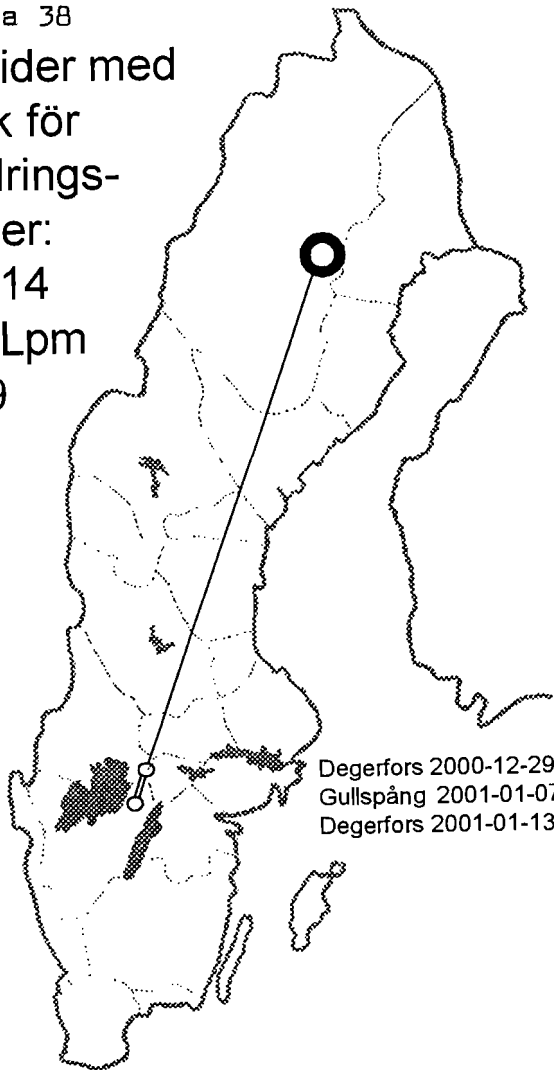 a 38
ider med
k för
drings-
er:
14
Lpm
9
Degerfors 2000-12-29
Gullspång 2001-01-07
Degerfors 2001-01-13